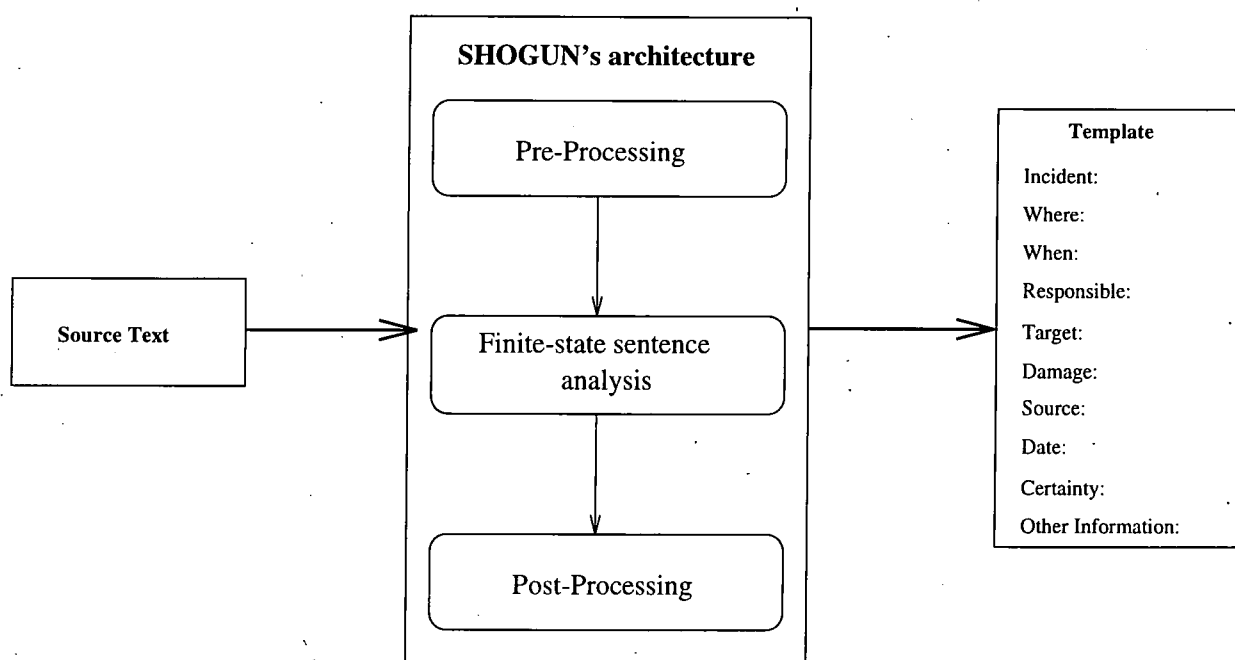 SHOGUN's architecture
Pre-Processing
Source Text
Finite-state sentence
analysis
Post-Processing
Template
Incident:
Where:
When:
Responsible:
Target:
Damage:
Source:
Date:
Certainty:
Other Information: